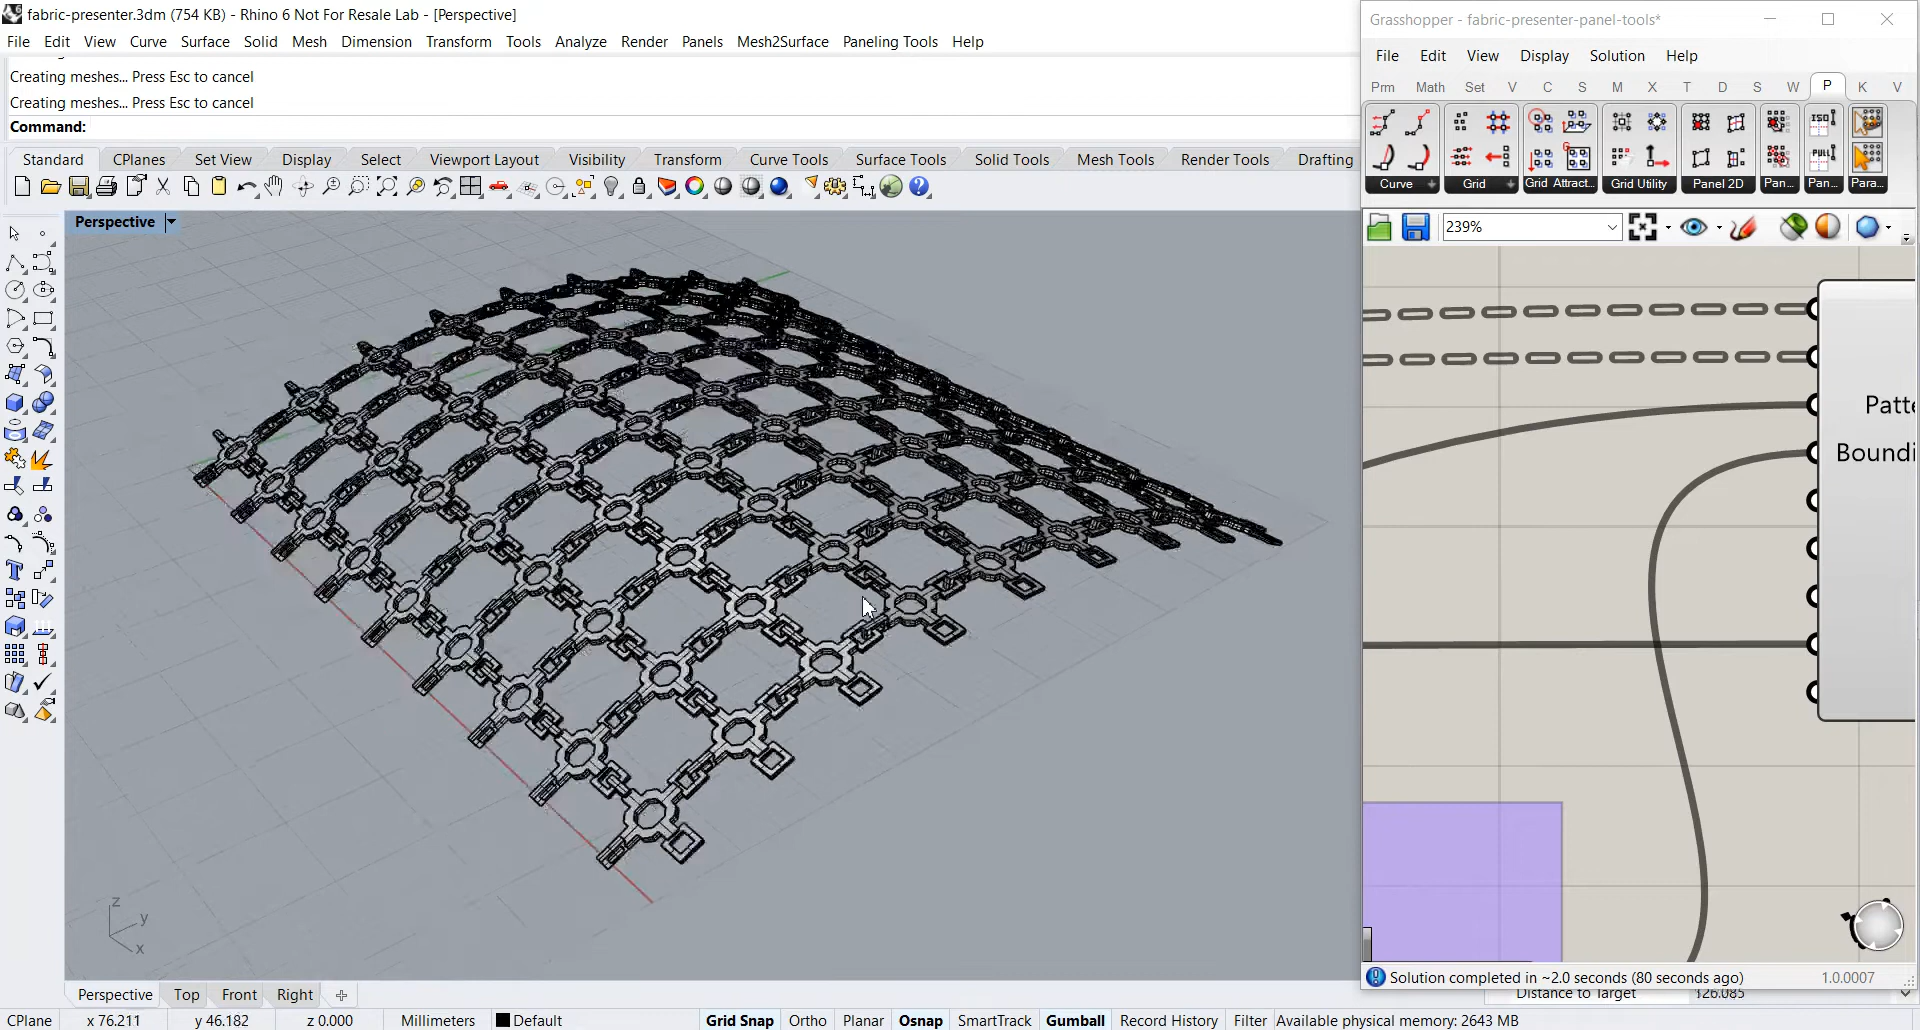 fabric-presenter.3dm (754 KB) - Rhino 6 Not For Resale Lab - [Perspective]
File Edit View Curve Surface Solid Mesh Dimension Transform Tools Analyze Render Panels Mesh2Surface Paneling Tools Help
Creating meshes... Press Esc to cancel
Creating meshes... Press Esc to cancel
Command:
Standard CPlanes Set View Display Select Viewport Layout Visibility Transform Curve Tools Surface Tools Solid Tools Mesh Tools Render Tools Drafting
Perspective
z
y
x
Perspective Top Front Right
CPlane x 76.211 y 46.182 z 0.000 Millimeters Default Grid Snap Ortho Planar Osnap SmartTrack Gumball Record History Filter Available physical memory: 2643 MB
Grasshopper - fabric-presenter-panel-tools*
File Edit View Display Solution Help
Prm Math Set V C S M X T D S W P K V
ISO
PULL
Curve Grid Grid Attract... Grid Utility Panel 2D Pan... Pan... Para...
239%
Patte
Boundi
Solution completed in ~2.0 seconds (80 seconds ago) 1.0.0007
Distance to Target 126.085